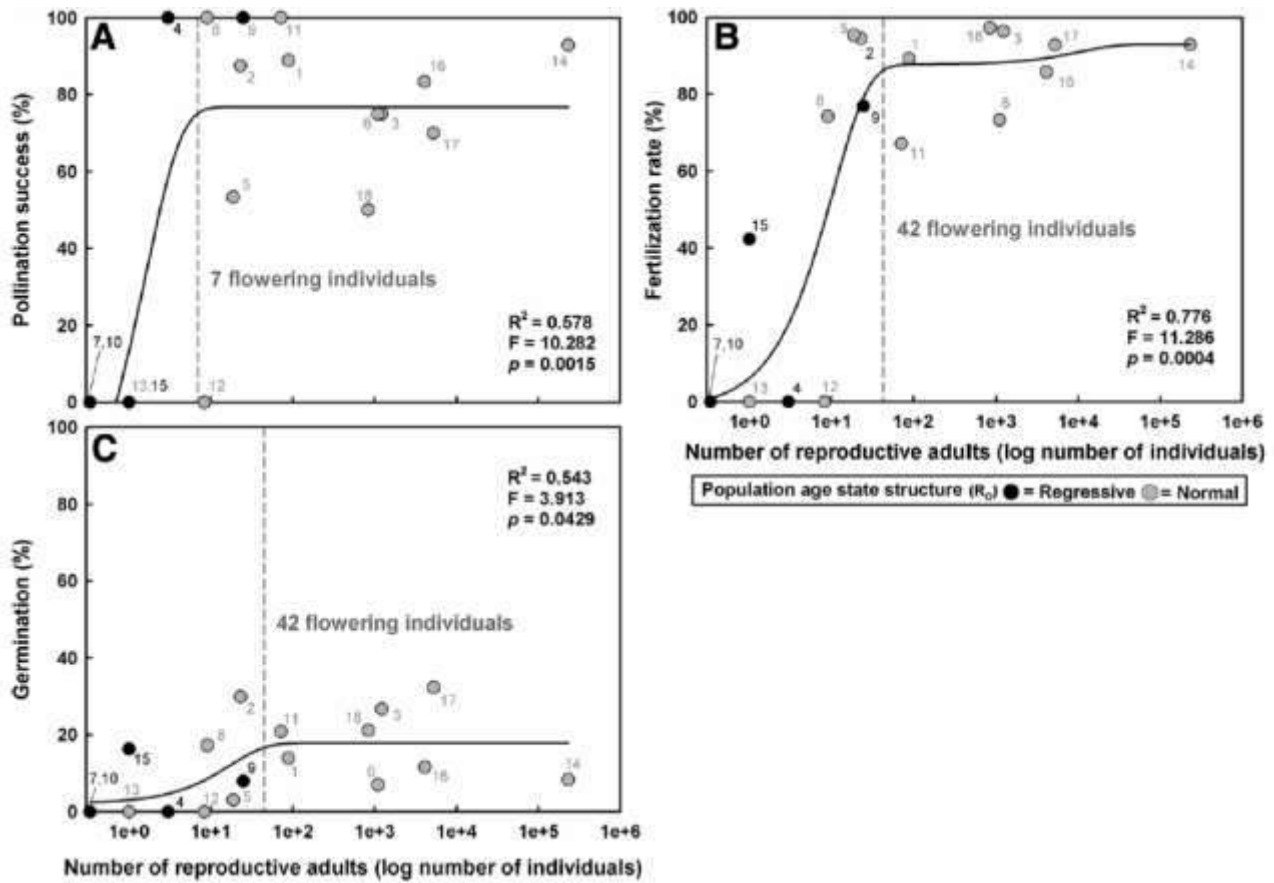 A
100
80
60
40
20
0
Pollination success (%)
4
8
9
11
2
1
14
16
6
3
17
5
18
7 flowering individuals
R² = 0.578
F = 10.282
p = 0.0015
7,10
13,15
12
B
100
80
60
40
20
0
Fertilization rate (%)
5
2
1
3
17
14
8
9
11
15
42 flowering individuals
R² = 0.776
F = 11.286
p = 0.0004
7,10
13
4
12
1e+0 1e+1 1e+2 1e+3 1e+4 1e+5 1e+6
Number of reproductive adults (log number of individuals)
Population age state structure (R₀) ● = Regressive ● = Normal
C
100
80
60
40
20
0
Germination (%)
R² = 0.543
F = 3.913
p = 0.0429
42 flowering individuals
15
7,10
13
4
12
8
2
5
9
11
1
18
17
16
14
1e+0 1e+1 1e+2 1e+3 1e+4 1e+5 1e+6
Number of reproductive adults (log number of individuals)